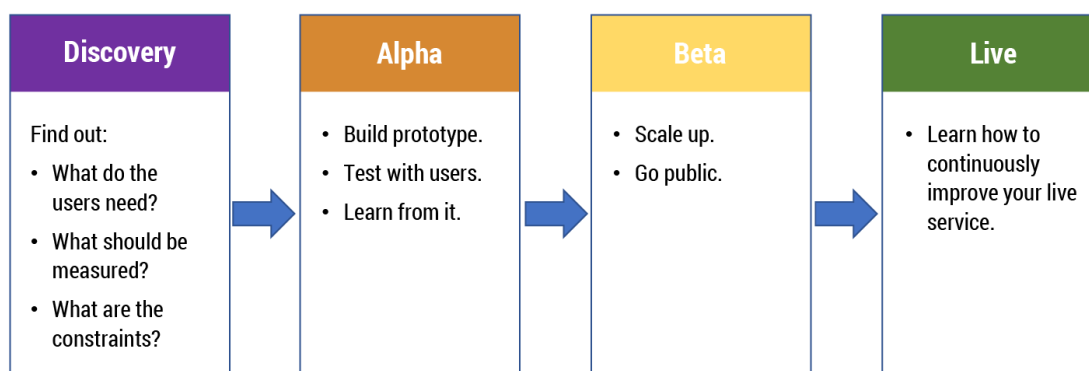 Discovery
Find out:
• What do the
users need?
• What should be
measured?
• What are the
constraints?
Alpha
• Build prototype.
• Test with users.
• Learn from it.
Beta
• Scale up.
• Go public.
Live
• Learn how to
continuously
improve your live
service.